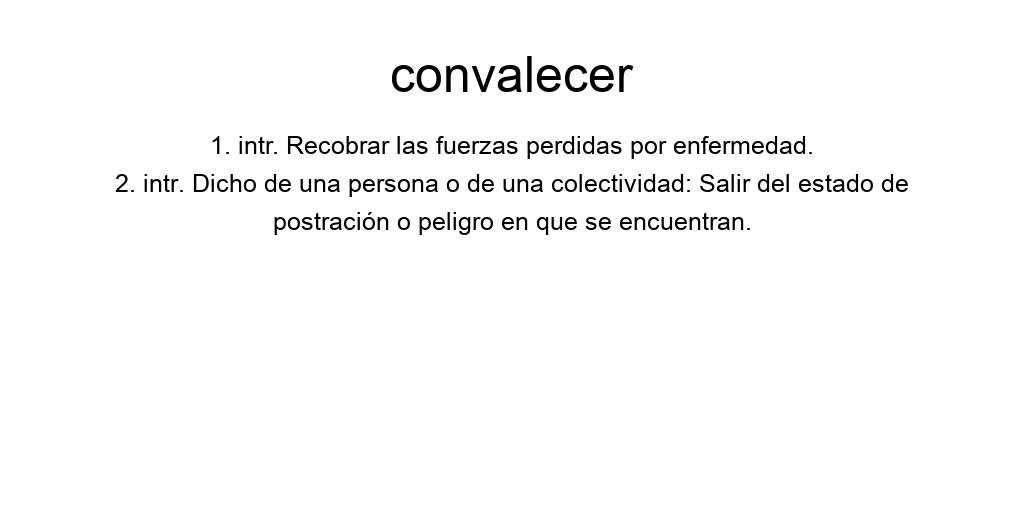 convalecer
1. intr. Recobrar las fuerzas perdidas por enfermedad.
2. intr. Dicho de una persona o de una colectividad: Salir del estado de
postración o peligro en que se encuentran.